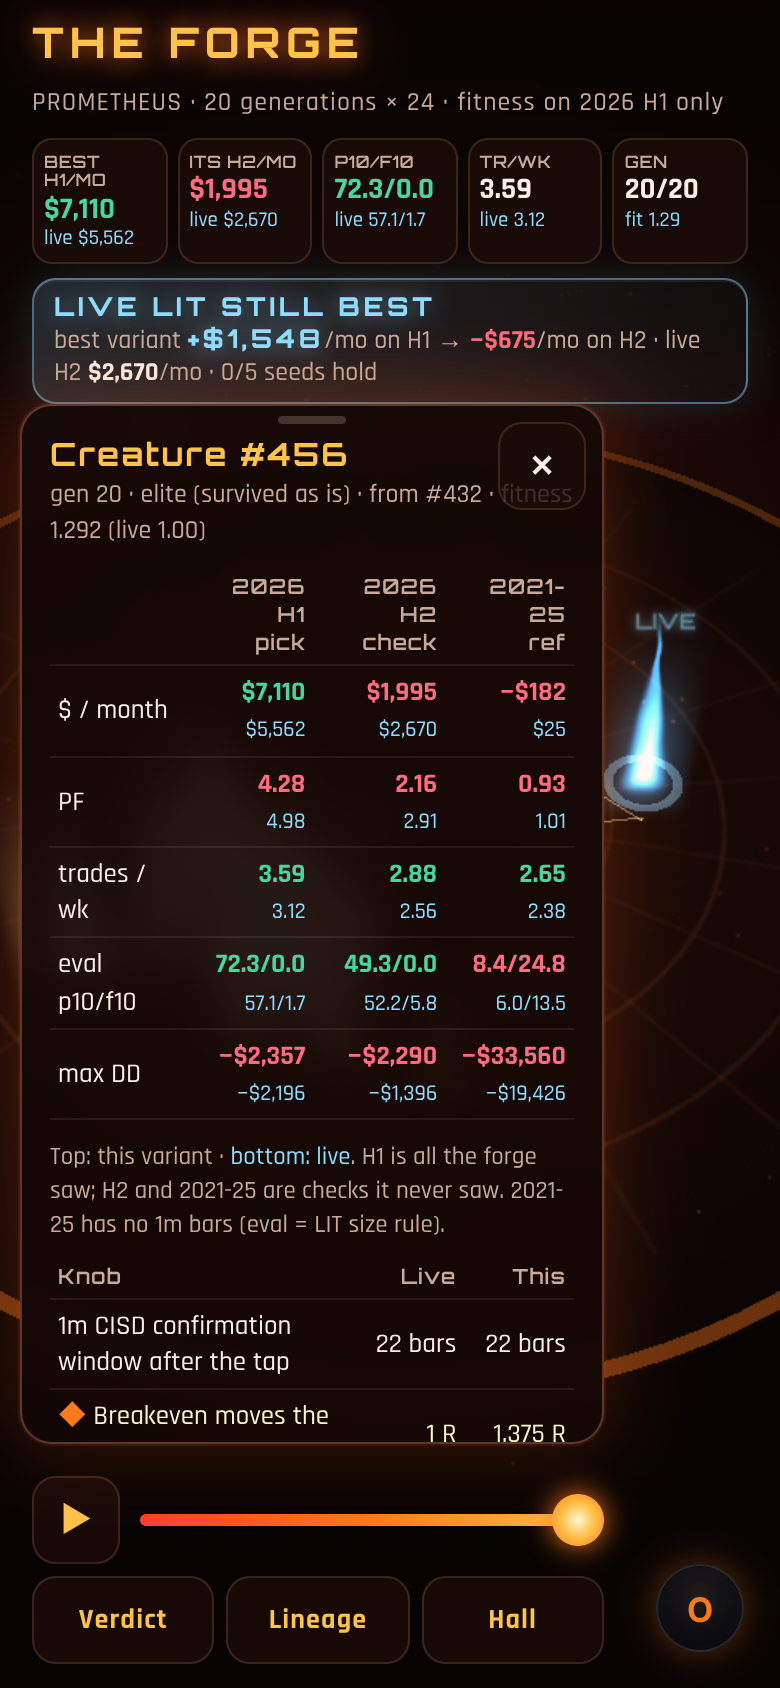 THE FORGE
PROMETHEUS · 20 generations × 24 · fitness on 2026 H1 only
BEST H1/MO
$7,110
live $5,562
ITS H2/MO
$1,995
live $2,670
P10/F10
72.3/0.0
live 57.1/1.7
TR/WK
3.59
live 3.12
GEN
20/20
fit 1.29
LIVE LIT STILL BEST
best variant +$1,548/mo on H1 → −$675/mo on H2 · live
H2 $2,670/mo · 0/5 seeds hold
Creature #456
×
gen 20 · elite (survived as is) · from #432 · fitness
1.292 (live 1.00)
2026 H1 pick
2026 H2 check
2021-25 ref
$ / month
$7,110
$1,995
−$182
$5,562
$2,670
$25
PF
4.28
2.16
0.93
4.98
2.91
1.01
trades / wk
3.59
2.88
2.65
3.12
2.56
2.38
eval p10/f10
72.3/0.0
49.3/0.0
8.4/24.8
57.1/1.7
52.2/5.8
6.0/13.5
max DD
−$2,357
−$2,290
−$33,560
−$2,196
−$1,396
−$19,426
Top: this variant · bottom: live. H1 is all the forge
saw; H2 and 2021-25 are checks it never saw. 2021-
25 has no 1m bars (eval = LIT size rule).
Knob Live This
1m CISD confirmation
window after the tap
22 bars 22 bars
Breakeven moves the
1 R 1.375 R
LIVE
Verdict
Lineage
Hall
O